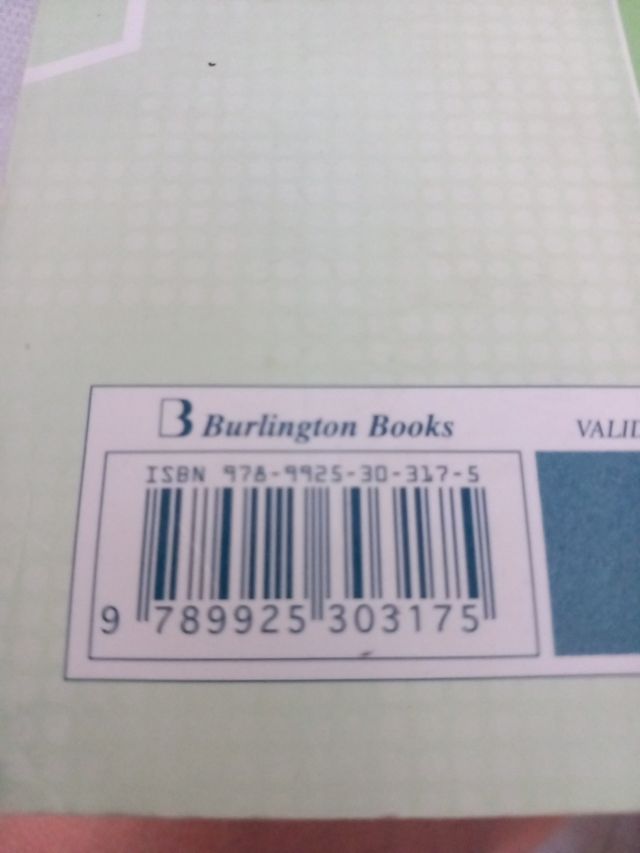 Burlington Books
VALID
ISBN 978-9925-30-317-5
9 789925 303175